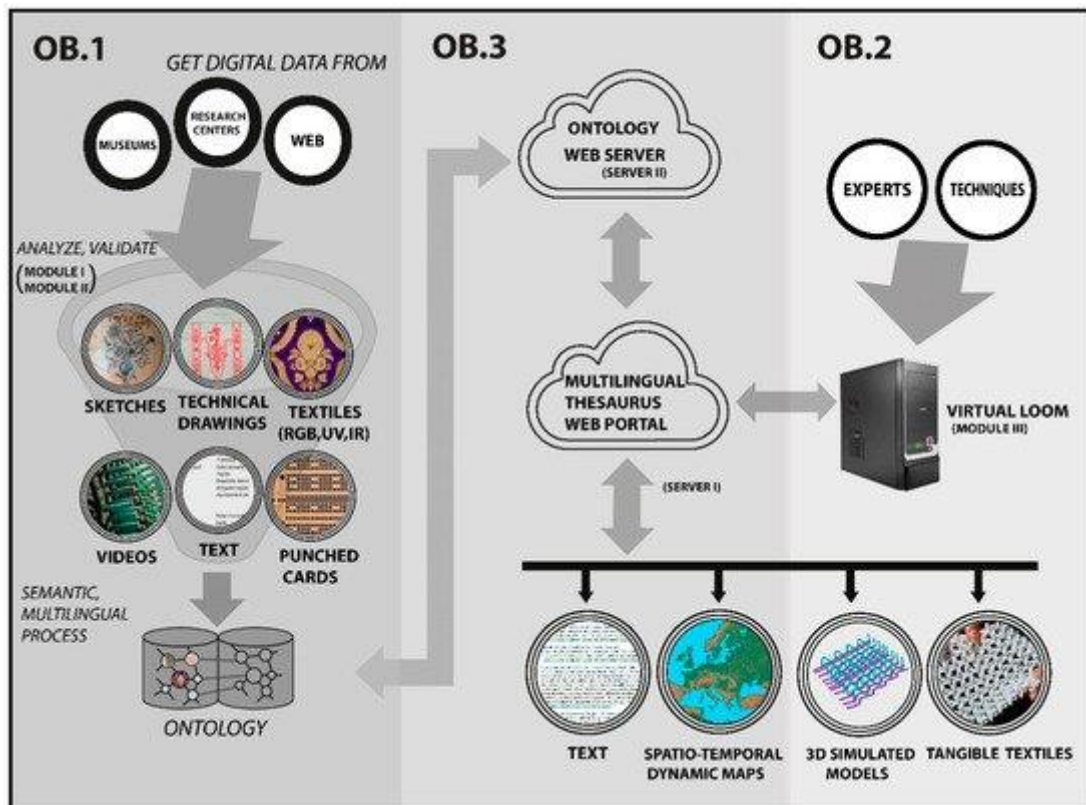 OB.1
GET DIGITAL DATA FROM
MUSEUMS
RESEARCH
CENTERS
WEB
ANALYZE, VALIDATE
(MODULE I
MODULE II)
SKETCHES
TECHNICAL
DRAWINGS
TEXTILES
(RGB,UV,IR)
VIDEOS
TEXT
PUNCHED
CARDS
SEMANTIC,
MULTILINGUAL
PROCESS
ONTOLOGY
OB.3
ONTOLOGY
WEB SERVER
(SERVER II)
MULTILINGUAL
THESAURUS
WEB PORTAL
(SERVER I)
OB.2
EXPERTS
TECHNIQUES
VIRTUAL LOOM
(MODULE III)
TEXT
SPATIO-TEMPORAL
DYNAMIC MAPS
3D SIMULATED
MODELS
TANGIBLE TEXTILES